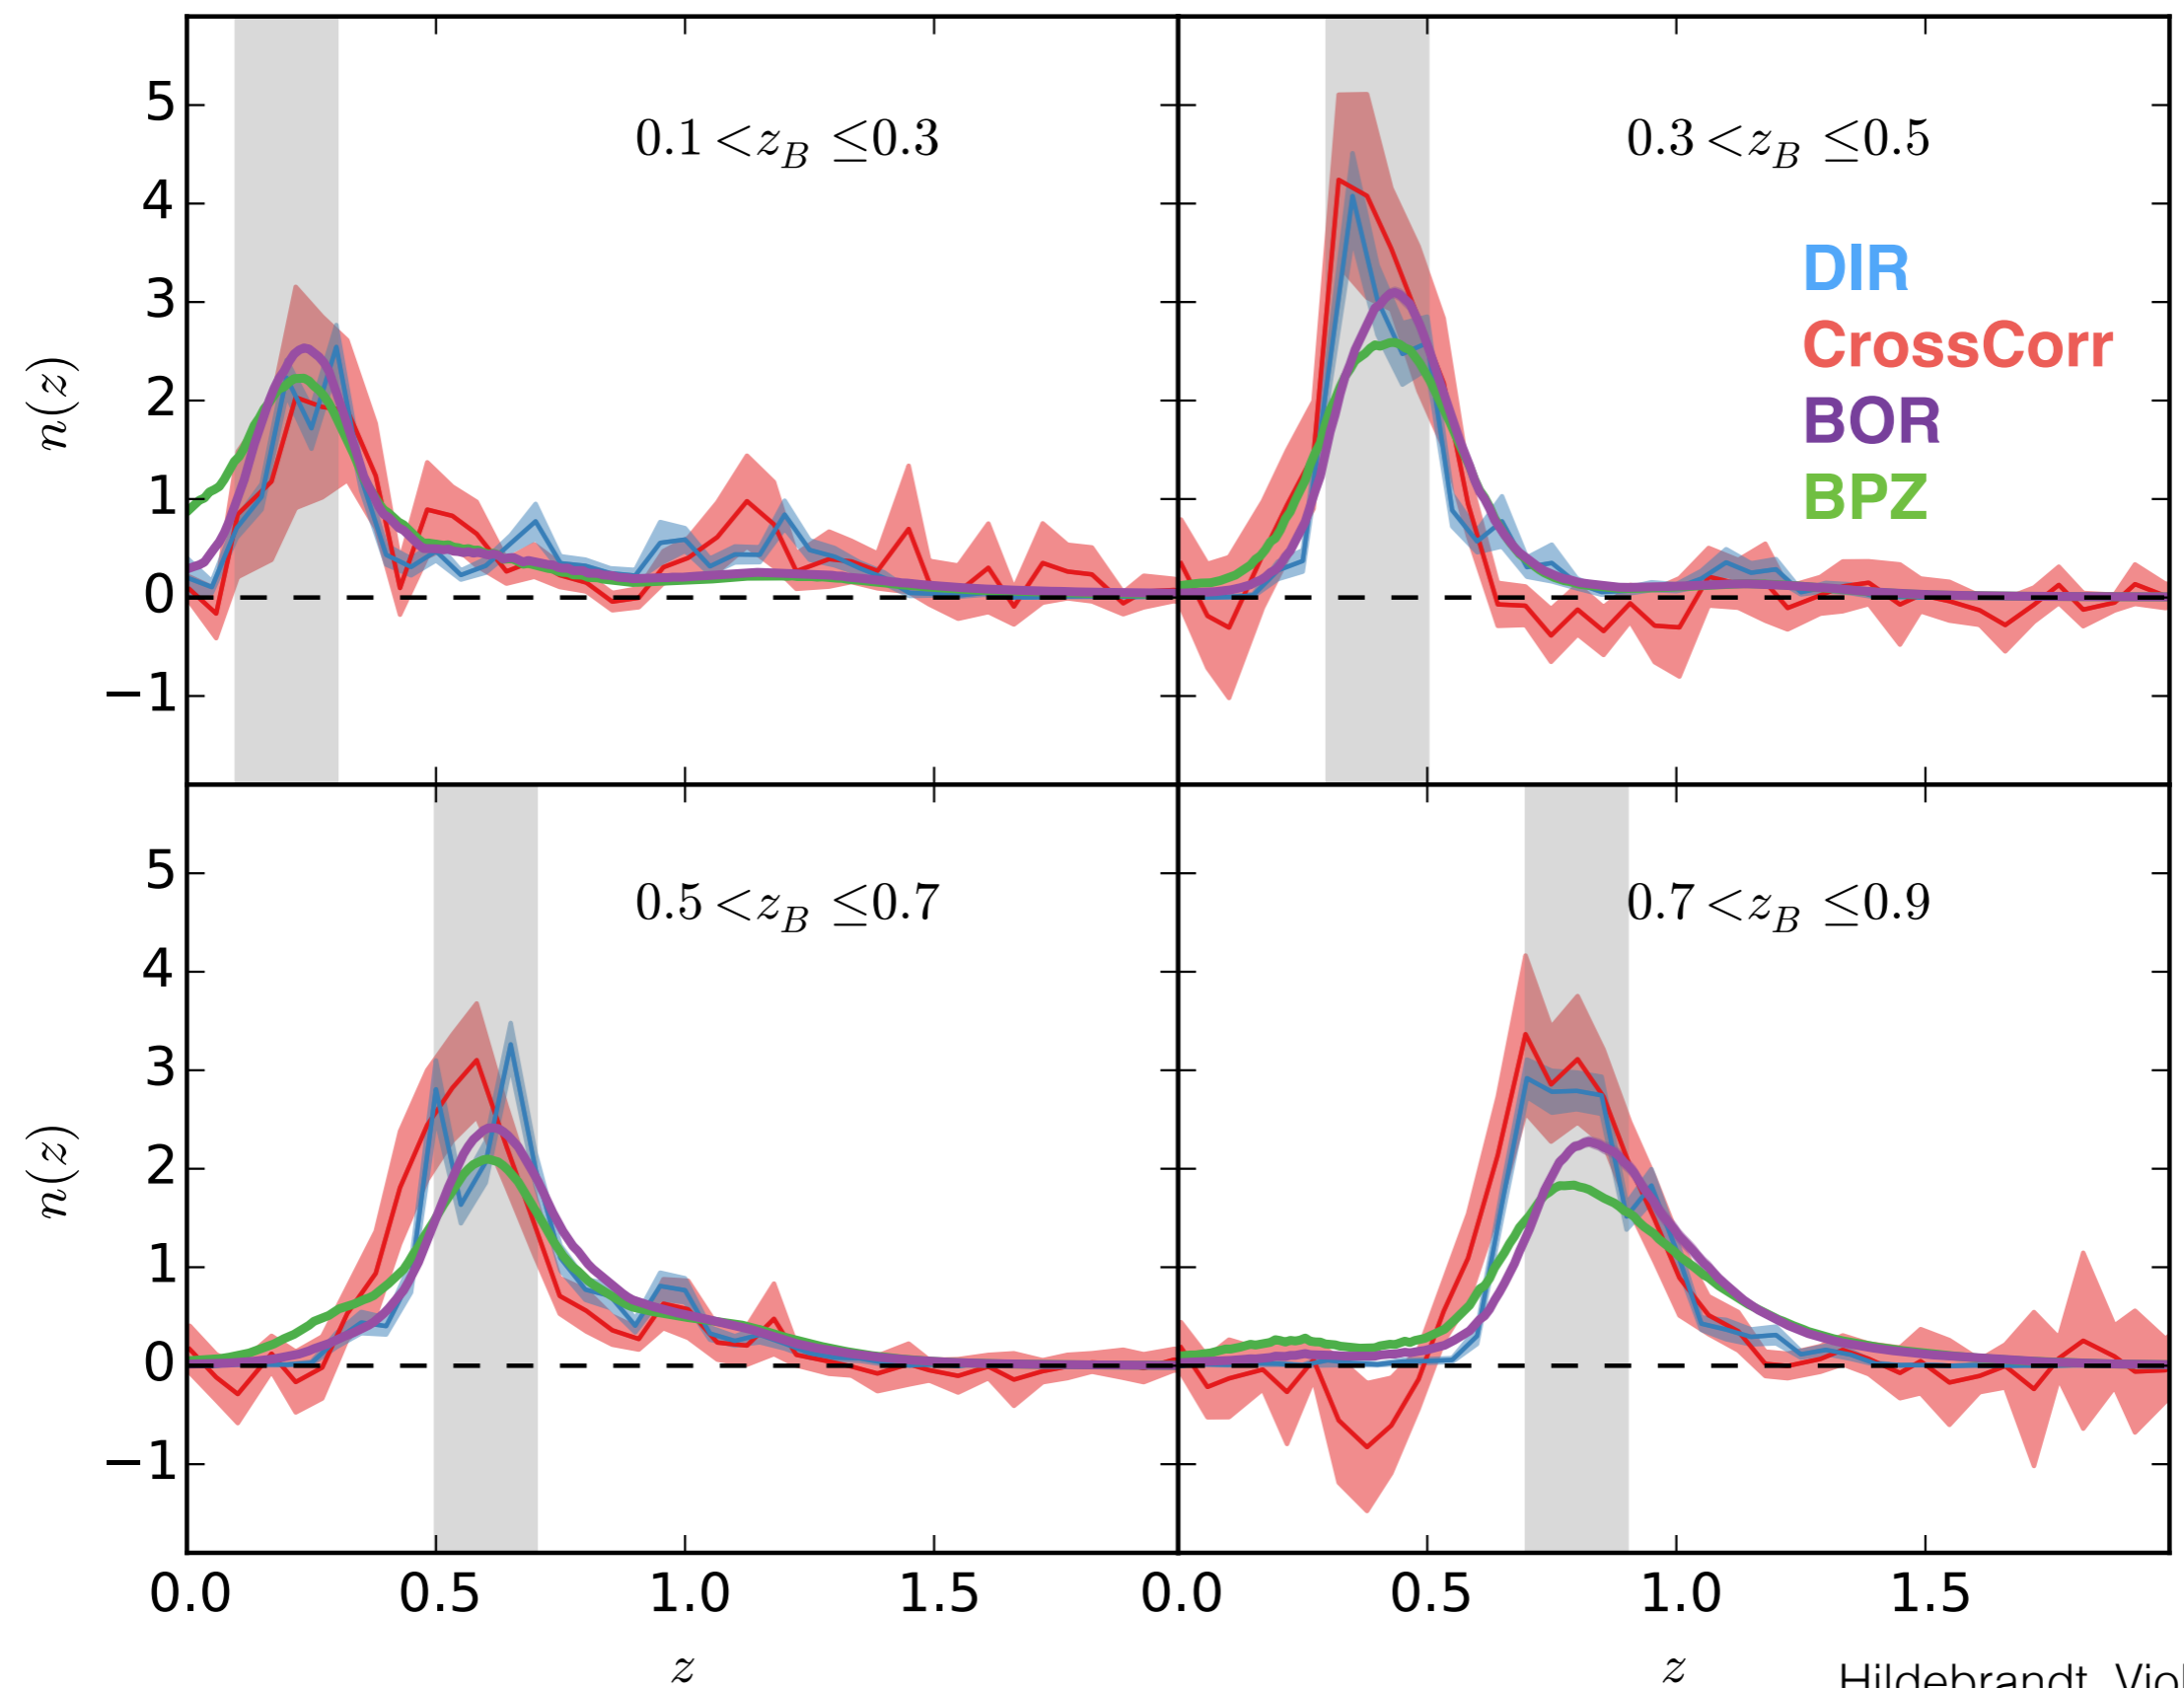 n(z)
5
4
3
2
1
0
−1
0.1 <z_B ≤0.3
0.3 <z_B ≤0.5
DIR
CrossCorr
BOR
BPZ
n(z)
5
4
3
2
1
0
−1
0.5 <z_B ≤0.7
0.7 <z_B ≤0.9
0.0 0.5 1.0 1.5 0.0 0.5 1.0 1.5
z z
Hildebrandt,